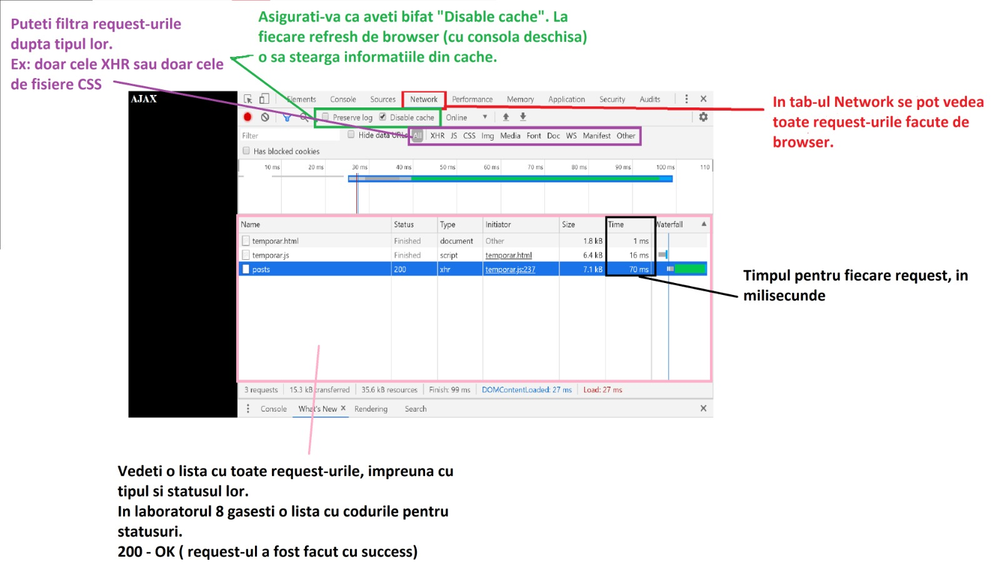 Puteti filtra request-urile
dupta tipul lor.
Ex: doar cele XHR sau doar cele
de fisiere CSS
Asigurati-va ca aveti bifat "Disable cache". La
fiecare refresh de browser (cu consola deschisa)
o sa stearga informatiile din cache.
AJAX
Elements Console Sources Network Performance Memory Application Security Audits
Preserve log Disable cache Online
Filter Hide data URLs All XHR JS CSS Img Media Font Doc WS Manifest Other
Has blocked cookies
10 ms 20 ms 30 ms 40 ms 50 ms 60 ms 70 ms 80 ms 90 ms 100 ms 110
Name Status Type Initiator Size Time Waterfall
temporar.html Finished document Other 1.8 kB 1 ms
temporar.js Finished script temporar.html 6.4 kB 16 ms
posts 200 xhr temporar.js:237 7.1 kB 70 ms
3 requests 15.3 kB transferred 35.6 kB resources Finish: 99 ms DOMContentLoaded: 27 ms Load: 27 ms
Console What's New Rendering Search
In tab-ul Network se pot vedea
toate request-urile facute de
browser.
Timpul pentru fiecare request, in
milisecunde
Vedeti o lista cu toate request-urile, impreuna cu
tipul si statusul lor.
In laboratorul 8 gasesti o lista cu codurile pentru
statusuri.
200 - OK ( request-ul a fost facut cu success)